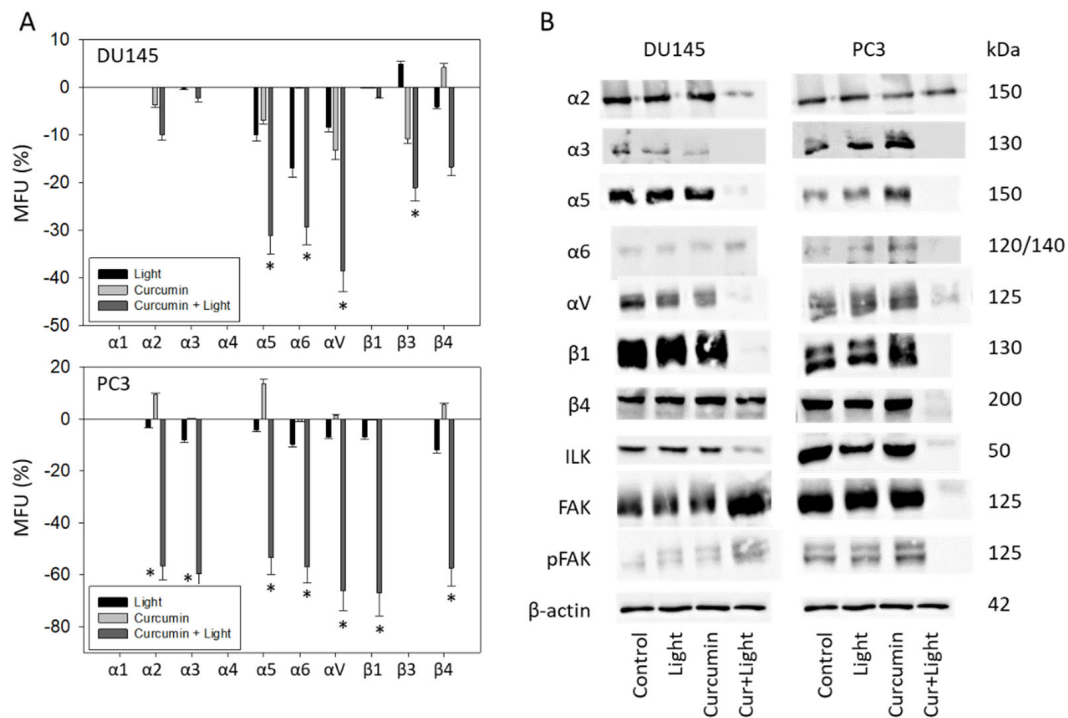 A
DU145
MFU (%)
10
0
-10
-20
-30
-40
-50
Light
Curcumin
Curcumin + Light
* * * *
α1 α2 α3 α4 α5 α6 αV β1 β3 β4
PC3
MFU (%)
20
0
-20
-40
-60
-80
Light
Curcumin
Curcumin + Light
* * * * * * *
α1 α2 α3 α4 α5 α6 αV β1 β3 β4
B
DU145 PC3 kDa
α2 150
α3 130
α5 150
α6 120/140
αV 125
β1 130
β4 200
ILK 50
FAK 125
pFAK 125
β-actin 42
Control Light Curcumin Cur+Light Control Light Curcumin Cur+Light